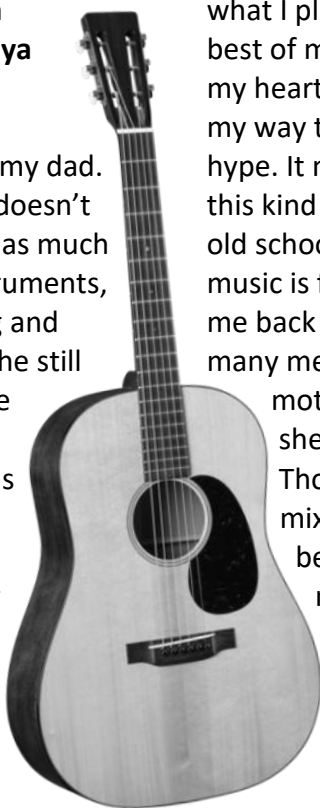 ya
my dad.
doesn't
as much
ruments,
g and
he still
e
s
what I pl
best of m
my heart
my way t
hype. It r
this kind
old schoo
music is f
me back
many me
mot
she
Tho
mix
be
r